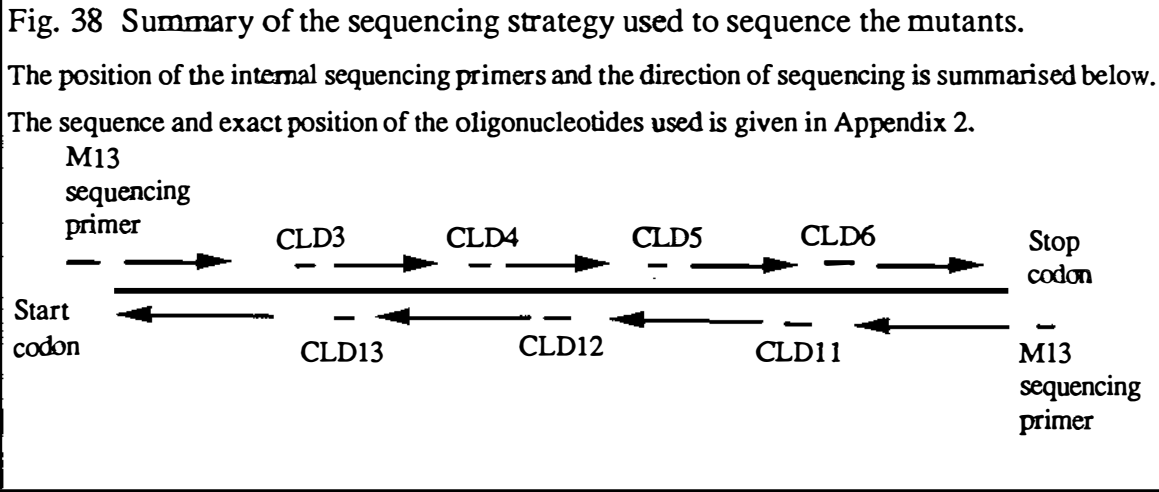 Fig. 38 Summary of the sequencing strategy used to sequence the mutants.
The position of the internal sequencing primers and the direction of sequencing is summarised below.
The sequence and exact position of the oligonucleotides used is given in Appendix 2.
M13
sequencing
primer
CLD3
CLD4
CLD5
CLD6
Stop
codon
Start
codon
CLD13
CLD12
CLD11
M13
sequencing
primer